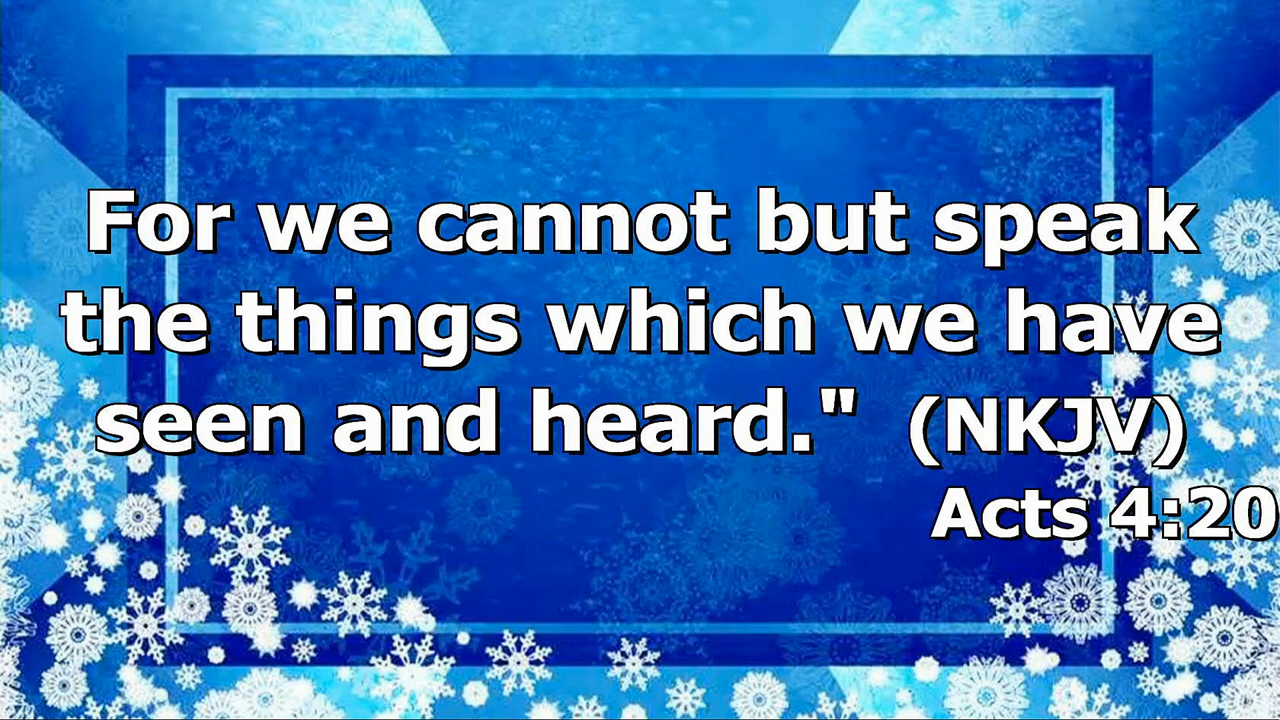 For we cannot but speak
the things which we have
seen and heard." (NKJV)
Acts 4:20